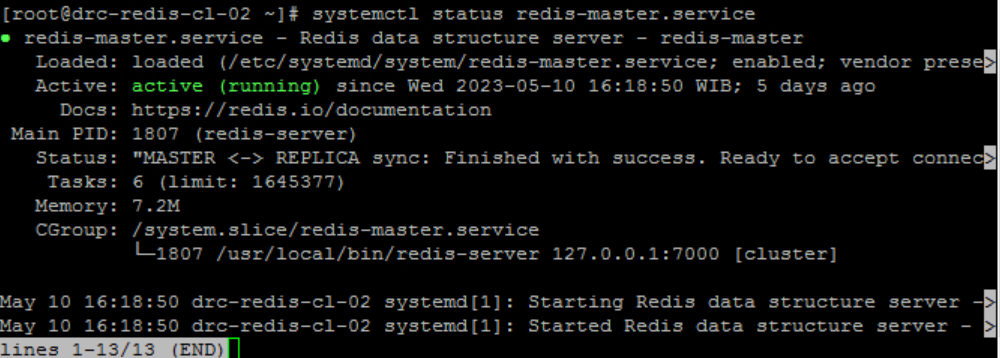 [root@drc-redis-cl-02 ~]# systemctl status redis-master.service
● redis-master.service - Redis data structure server - redis-master
   Loaded: loaded (/etc/systemd/system/redis-master.service; enabled; vendor prese>
   Active: active (running) since Wed 2023-05-10 16:18:50 WIB; 5 days ago
     Docs: https://redis.io/documentation
 Main PID: 1807 (redis-server)
   Status: "MASTER <-> REPLICA sync: Finished with success. Ready to accept connec>
    Tasks: 6 (limit: 1645377)
   Memory: 7.2M
   CGroup: /system.slice/redis-master.service
           └─1807 /usr/local/bin/redis-server 127.0.0.1:7000 [cluster]
May 10 16:18:50 drc-redis-cl-02 systemd[1]: Starting Redis data structure server ->
May 10 16:18:50 drc-redis-cl-02 systemd[1]: Started Redis data structure server - >
lines 1-13/13 (END)